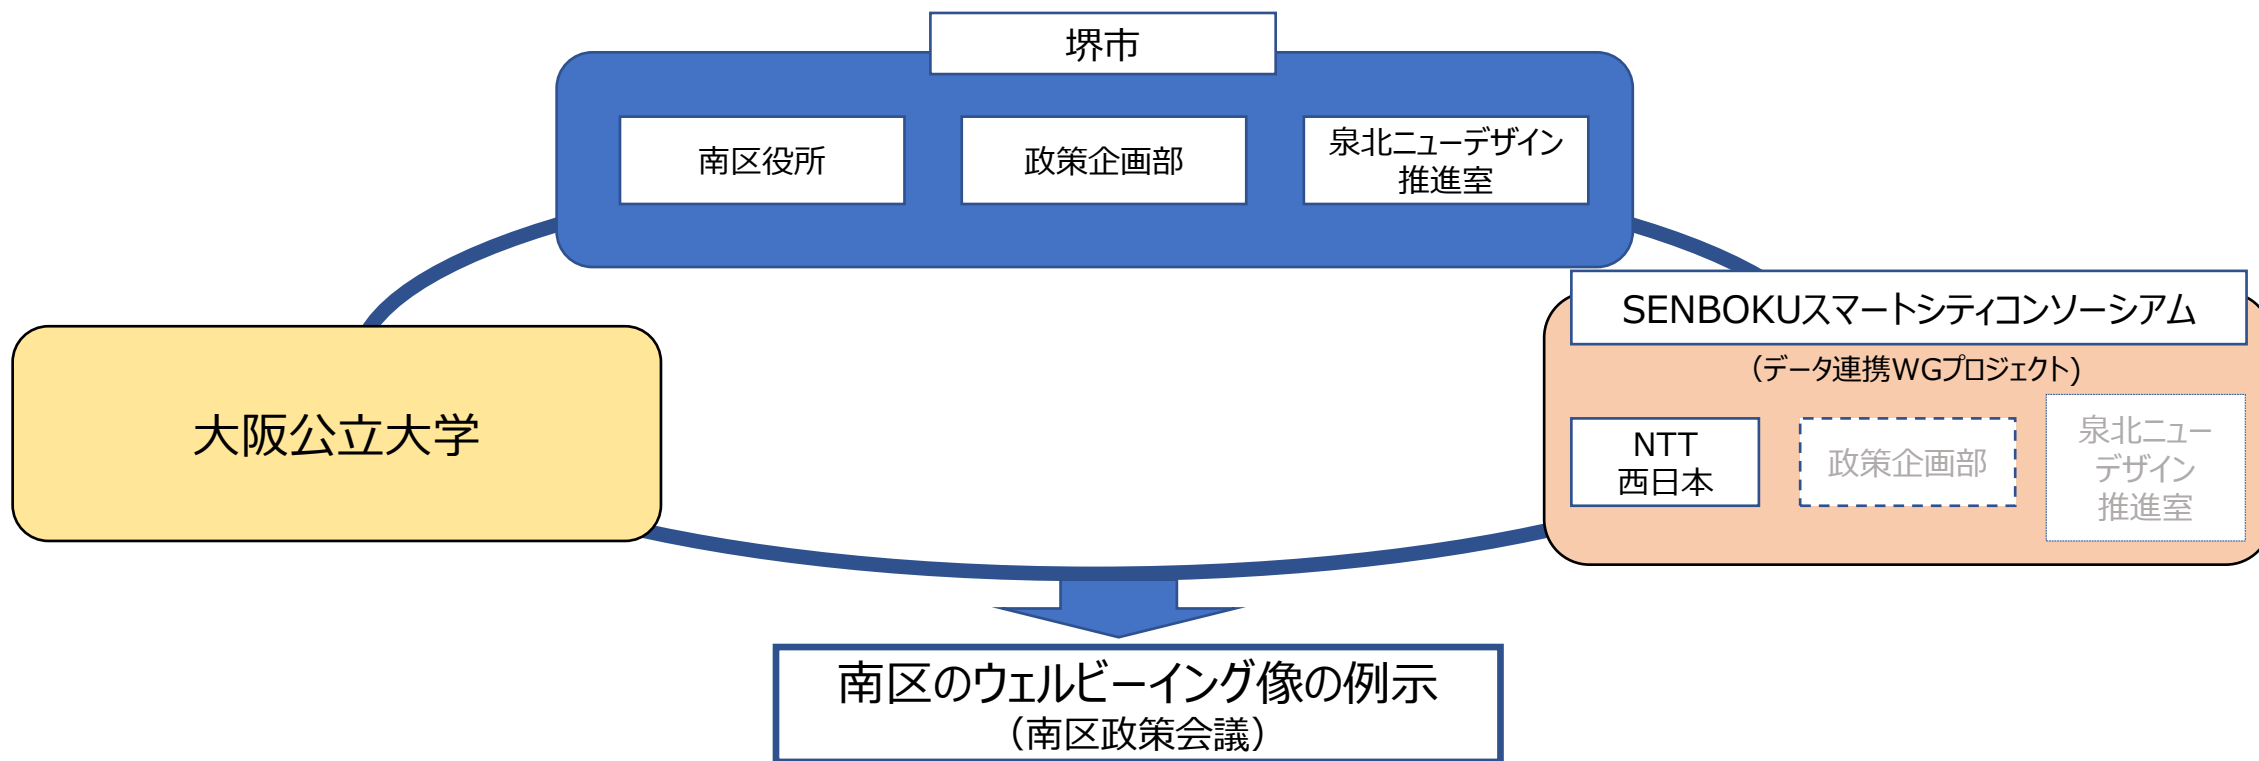 堺市
南区役所
政策企画部
泉北ニューデザイン
推進室
大阪公立大学
SENBOKUスマートシティコンソーシアム
(データ連携WGプロジェクト)
NTT
西日本
政策企画部
泉北ニュー
デザイン
推進室
南区のウェルビーイング像の例示
(南区政策会議)